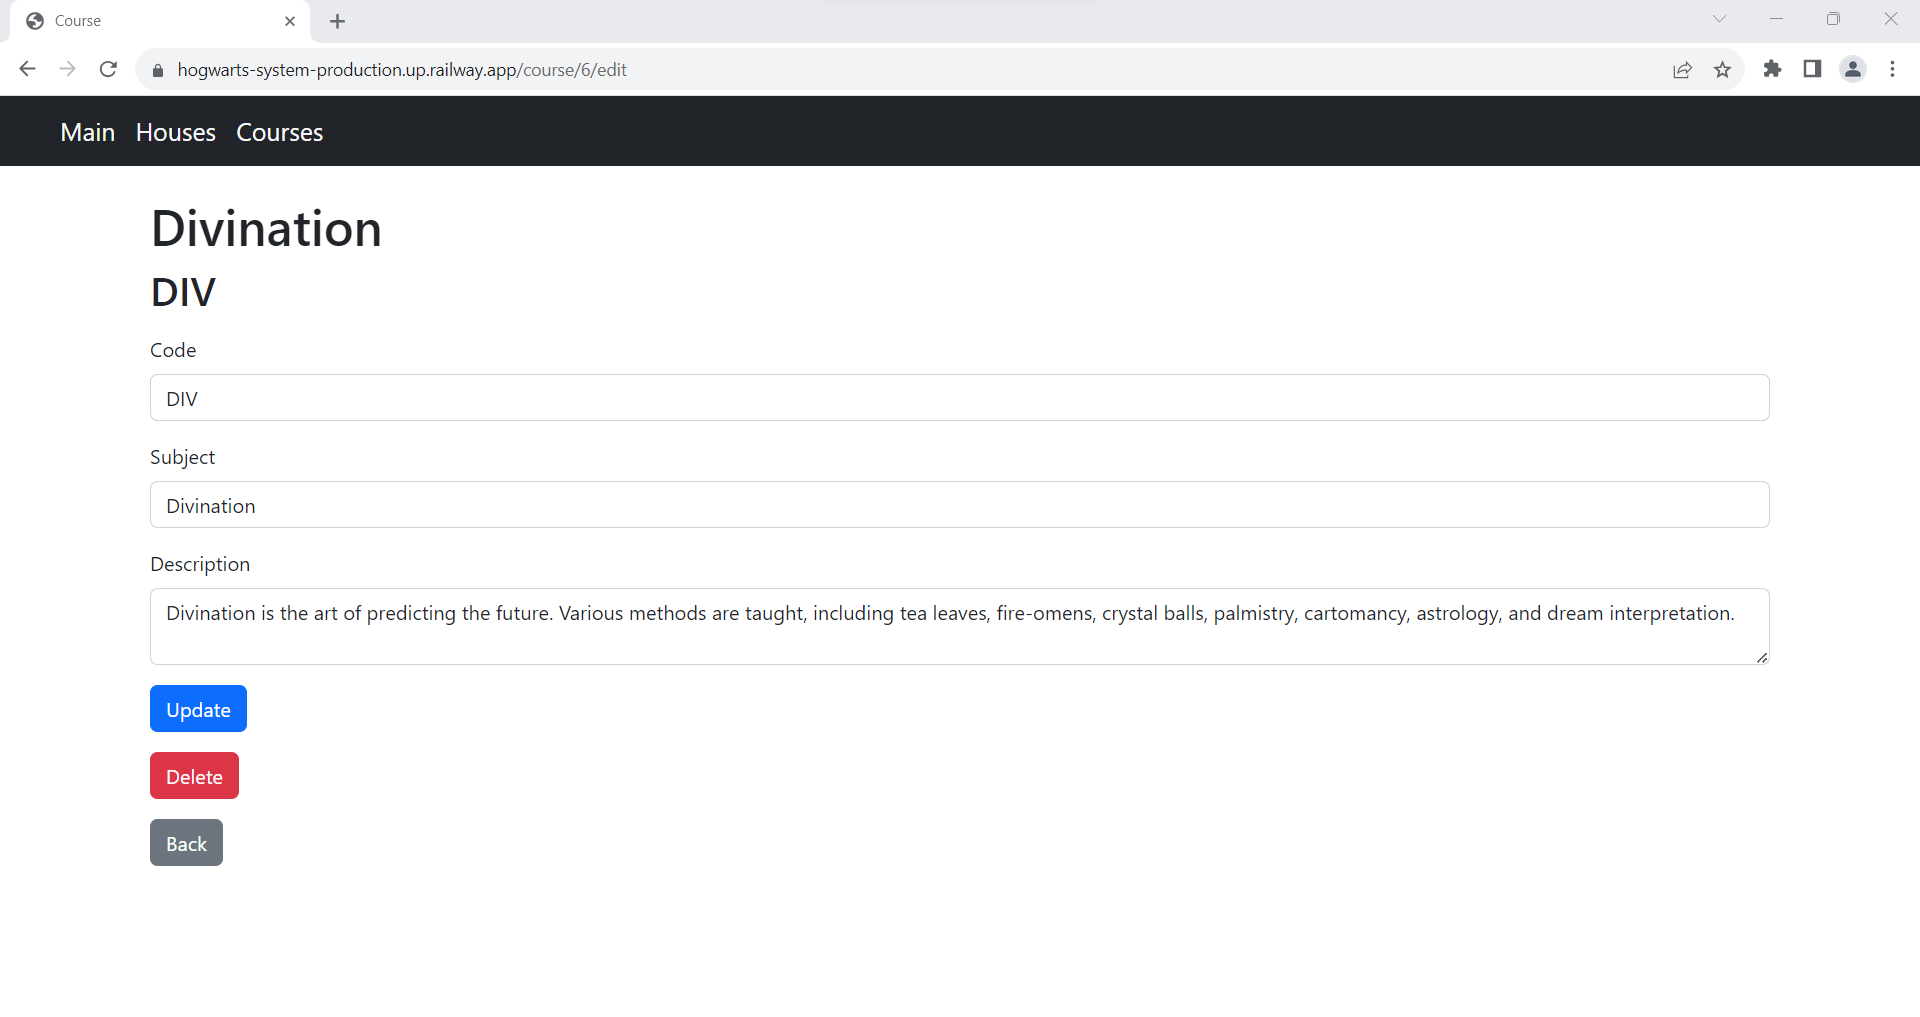 Course
hogwarts-system-production.up.railway.app/course/6/edit
Main Houses Courses
Divination
DIV
Code
DIV
Subject
Divination
Description
Divination is the art of predicting the future. Various methods are taught, including tea leaves, fire-omens, crystal balls, palmistry, cartomancy, astrology, and dream interpretation.
Update
Delete
Back